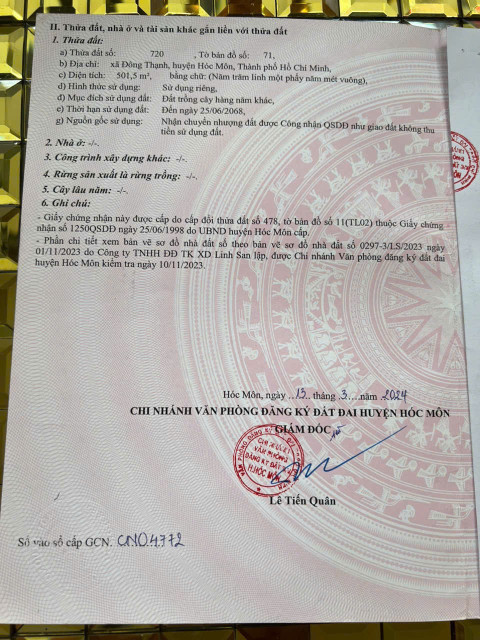 II. Thửa đất, nhà ở và tài sản khác gắn liền với thửa đất
1. Thửa đất:
a) Thửa đất số: 720 , Tờ bản đồ số: 71,
b) Địa chỉ: xã Đông Thạnh, huyện Hóc Môn, Thành phố Hồ Chí Minh,
c) Diện tích: 501,5 m², bằng chữ: (Năm trăm linh một phẩy năm mét vuông),
d) Hình thức sử dụng: Sử dụng riêng,
đ) Mục đích sử dụng đất: Đất trồng cây hàng năm khác,
e) Thời hạn sử dụng đất: Đến ngày 25/06/2068,
g) Nguồn gốc sử dụng: Nhận chuyển nhượng đất được Công nhận QSDĐ như giao đất không thu
tiền sử dụng đất.
2. Nhà ở: -/-.
3. Công trình xây dựng khác: -/-.
4. Rừng sản xuất là rừng trồng: -/-.
5. Cây lâu năm: -/-.
6. Ghi chú:
- Giấy chứng nhận này được cấp do cấp đổi thửa đất số 478, tờ bản đồ số 11(TL02) thuộc Giấy chứng
nhận số 1250QSDĐ ngày 25/06/1998 do UBND huyện Hóc Môn cấp.
- Phần chi tiết xem bản vẽ sơ đồ nhà đất số theo bản vẽ sơ đồ nhà đất số 0297-3/LS/2023 ngày
01/11/2023 do Công ty TNHH ĐĐ TK XD Linh San lập, được Chi nhánh Văn phòng đăng ký đất đai
huyện Hóc Môn kiểm tra ngày 10/11/2023.
Hóc Môn, ngày ..13.. tháng ..3.....năm ..2024
CHI NHÁNH VĂN PHÒNG ĐĂNG KÝ ĐẤT ĐAI HUYỆN HÓC MÔN
GIÁM ĐỐC
CHI NHÁNH
VĂN PHÒNG
ĐĂNG KÝ ĐẤT ĐAI
H.HÓC MÔN
Lê Tiến Quân
Số vào sổ cấp GCN: CN04772